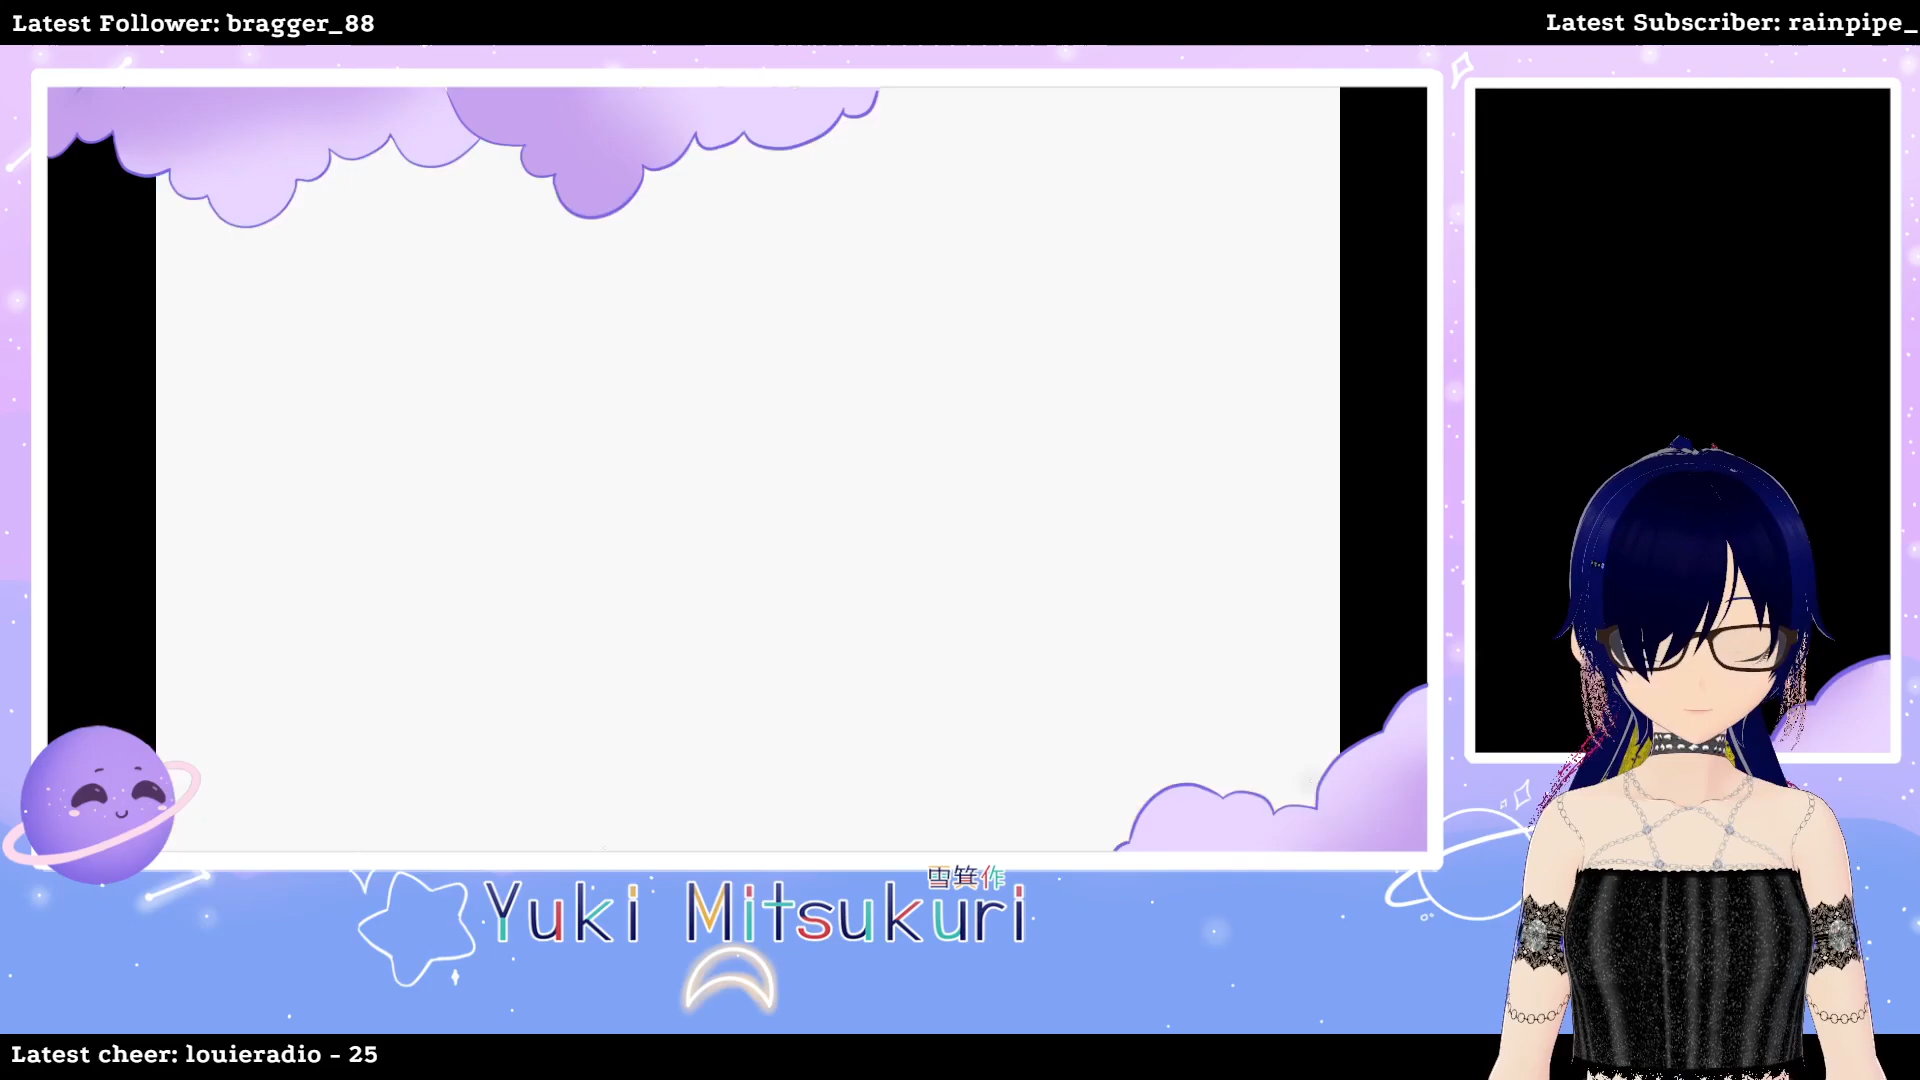 Latest Follower: bragger_88
Latest Subscriber: rainpipe_
雪箕作
Yuki Mitsukuri
Latest cheer: louieradio - 25